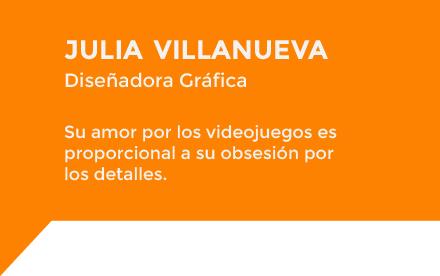 JULIA VILLANUEVA
Diseñadora Gráfica
Su amor por los videojuegos es
proporcional a su obsesión por
los detalles.